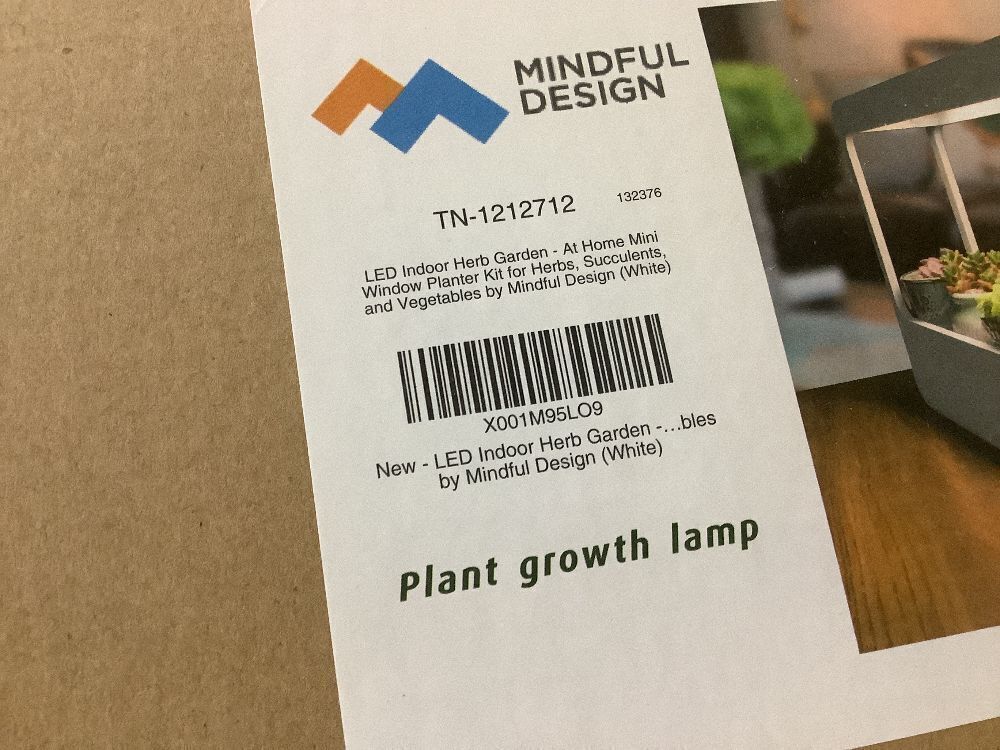 MINDFUL
DESIGN
TN-1212712
132376
LED Indoor Herb Garden - At Home Mini
Window Planter Kit for Herbs, Succulents,
and Vegetables by Mindful Design (White)
X001M95LO9
New - LED Indoor Herb Garden -...bles
by Mindful Design (White)
Plant growth lamp